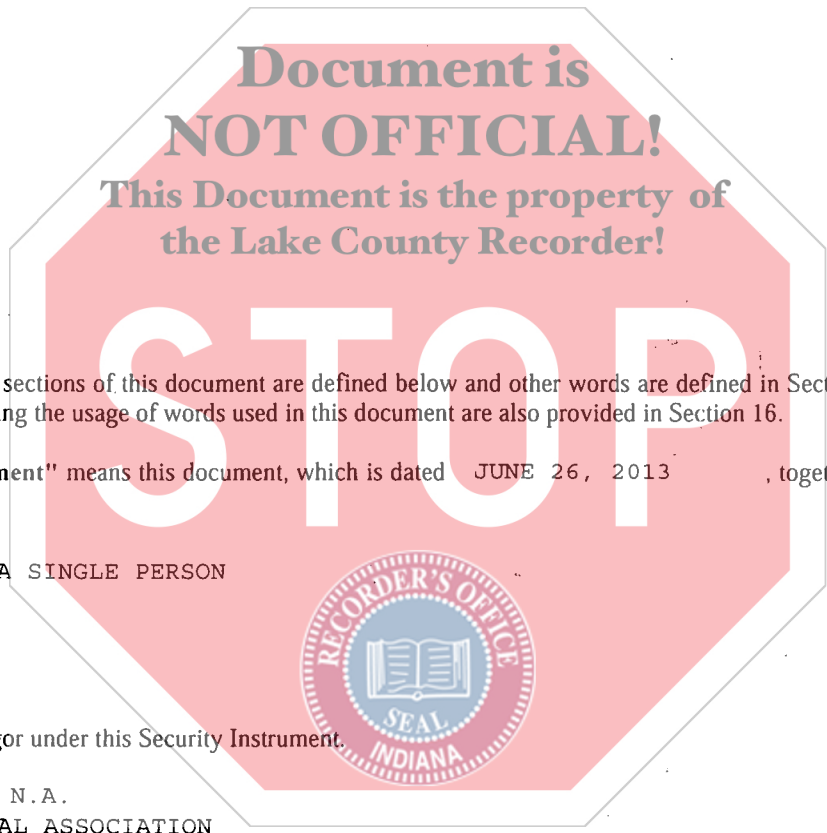 Document is
NOT OFFICIAL!
This Document is the property of
the Lake County Recorder!
STOP
sections of this document are defined below and other words are defined in Sect
ng the usage of words used in this document are also provided in Section 16.
ment" means this document, which is dated JUNE 26, 2013 , toget
A SINGLE PERSON
RECORDER'S OFFICE
SEAL
INDIANA
gor under this Security Instrument.
N.A.
AL ASSOCIATION